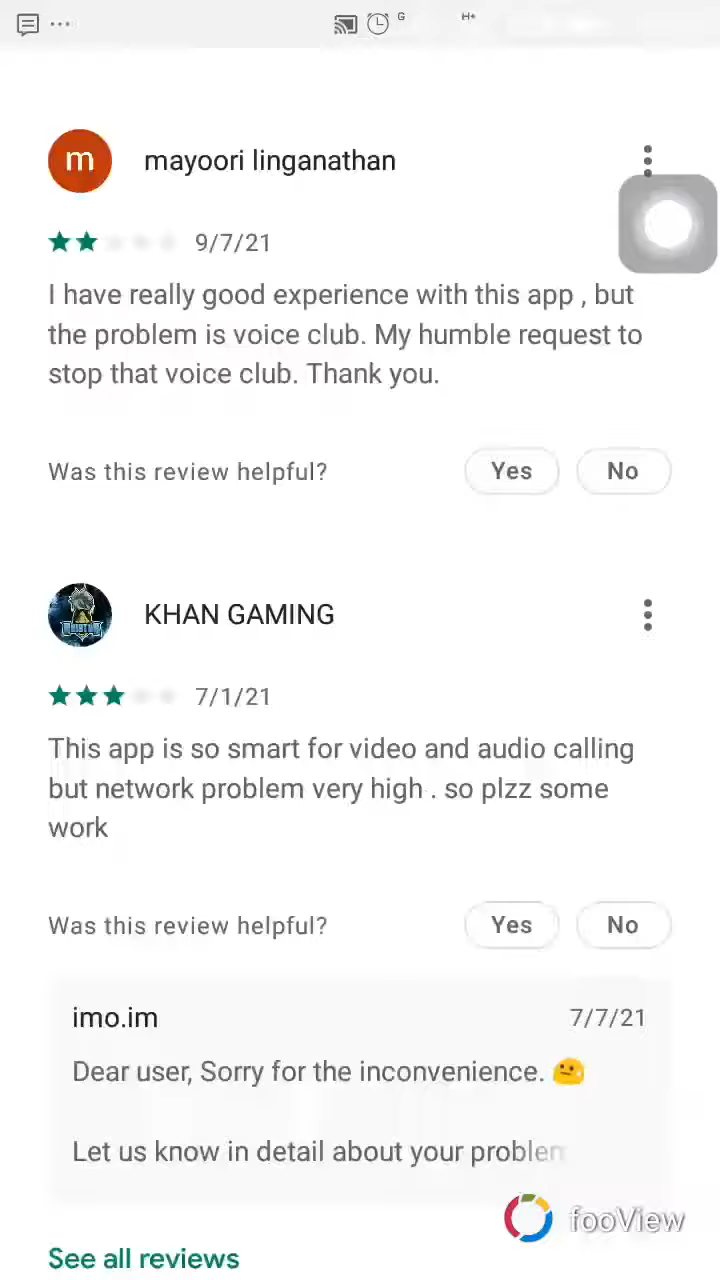 G
H+
m
mayoori linganathan
9/7/21
I have really good experience with this app , but
the problem is voice club. My humble request to
stop that voice club. Thank you.
Was this review helpful?
Yes
No
KHAN GAMING
7/1/21
This app is so smart for video and audio calling
but network problem very high . so plzz some
work
Was this review helpful?
Yes
No
imo.im
7/7/21
Dear user, Sorry for the inconvenience. 🫤
Let us know in detail about your problem
fooView
See all reviews